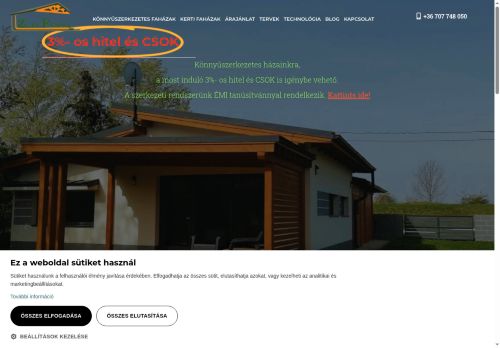 KÖNNYŰSZERKEZETES FAHÁZAK KERTI FAHÁZAK ÁRAJÁNLAT TERVEK TECHNOLÓGIA BLOG KAPCSOLAT
+36 707 748 050
3%- os hitel és CSOK
Könnyűszerkezetes házainkra,
a most induló 3%- os hitel és CSOK is igénybe vehető.
A szerkezeti rendszerünk ÉMI tanúsítvánnyal rendelkezik. Kattints ide!
Ez a weboldal sütiket használ
Sütiket használunk a felhasználói élmény javítása érdekében. Elfogadhatja az összes sütit, elutasíthatja azokat, vagy kezelheti az analitikai és
marketingbeállításokat.
További információ
ÖSSZES ELFOGADÁSA
ÖSSZES ELUTASÍTÁSA
BEÁLLÍTÁSOK KEZELÉSE